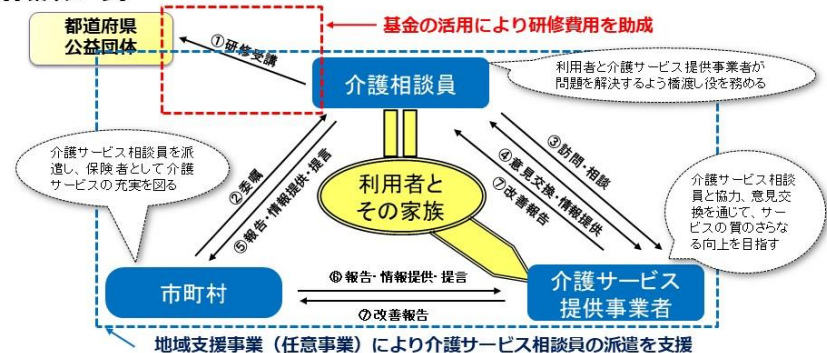 都道府県
公益団体
①研修受講
基金の活用により研修費用を助成
介護相談員
利用者と介護サービス提供事業者が
問題を解決するよう橋渡し役を務める
介護サービス相談員を派
遣し、保険者として介護
サービスの充実を図る
②委嘱
⑤報告・情報提供・提言
利用者と
その家族
③訪問・相談
④意見交換・情報提供
⑦改善報告
介護サービス相談
員と協力、意見交
換を通じて、サー
ビスの質のさらな
る向上を目指す
市町村
⑥報告・情報提供・提言
⑦改善報告
介護サービス
提供事業者
地域支援事業（任意事業）により介護サービス相談員の派遣を支援